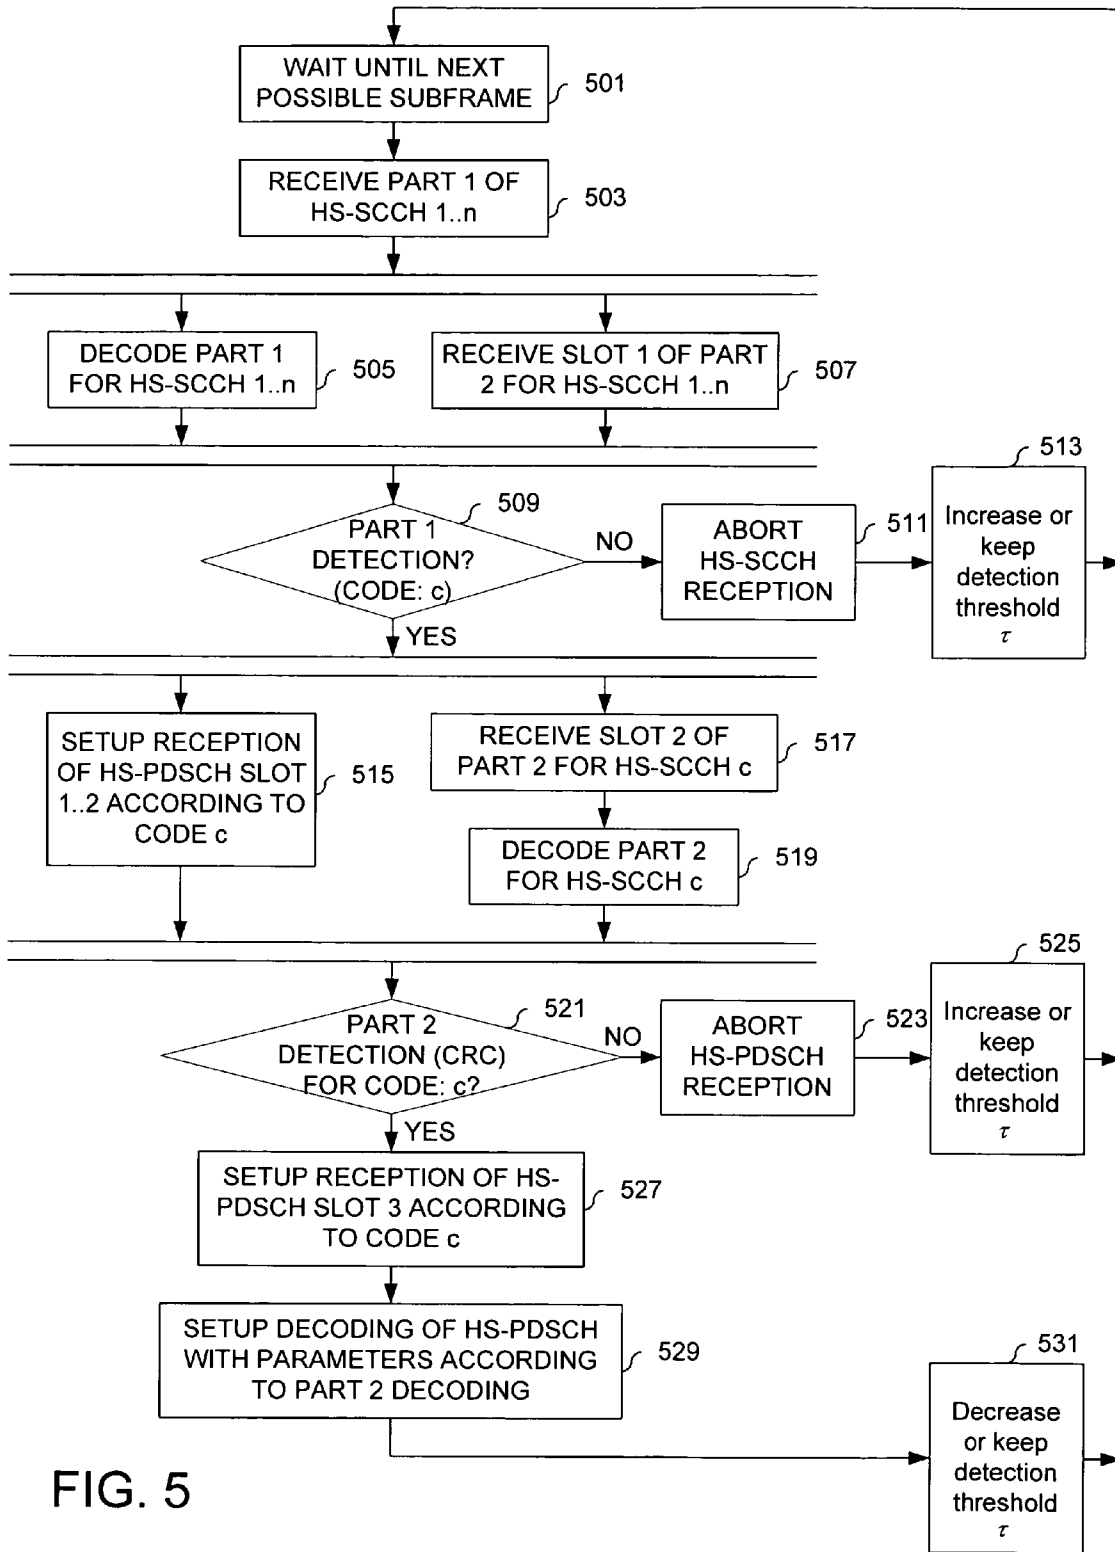 WAIT UNTIL NEXT
POSSIBLE SUBFRAME
501
RECEIVE PART 1 OF
HS-SCCH 1..n
503
DECODE PART 1
FOR HS-SCCH 1..n
505
RECEIVE SLOT 1 OF PART
2 FOR HS-SCCH 1..n
507
PART 1
DETECTION?
(CODE: c)
509
NO
YES
ABORT
HS-SCCH
RECEPTION
511
513
Increase or
keep
detection
threshold
τ
SETUP RECEPTION
OF HS-PDSCH SLOT
1..2 ACCORDING TO
CODE c
515
RECEIVE SLOT 2 OF
PART 2 FOR HS-SCCH c
517
DECODE PART 2
FOR HS-SCCH c
519
PART 2
DETECTION (CRC)
FOR CODE: c?
521
NO
YES
ABORT
HS-PDSCH
RECEPTION
523
525
Increase or
keep
detection
threshold
τ
SETUP RECEPTION OF HS-
PDSCH SLOT 3 ACCORDING
TO CODE c
527
SETUP DECODING OF HS-PDSCH
WITH PARAMETERS ACCORDING
TO PART 2 DECODING
529
531
Decrease
or keep
detection
threshold
τ
FIG. 5